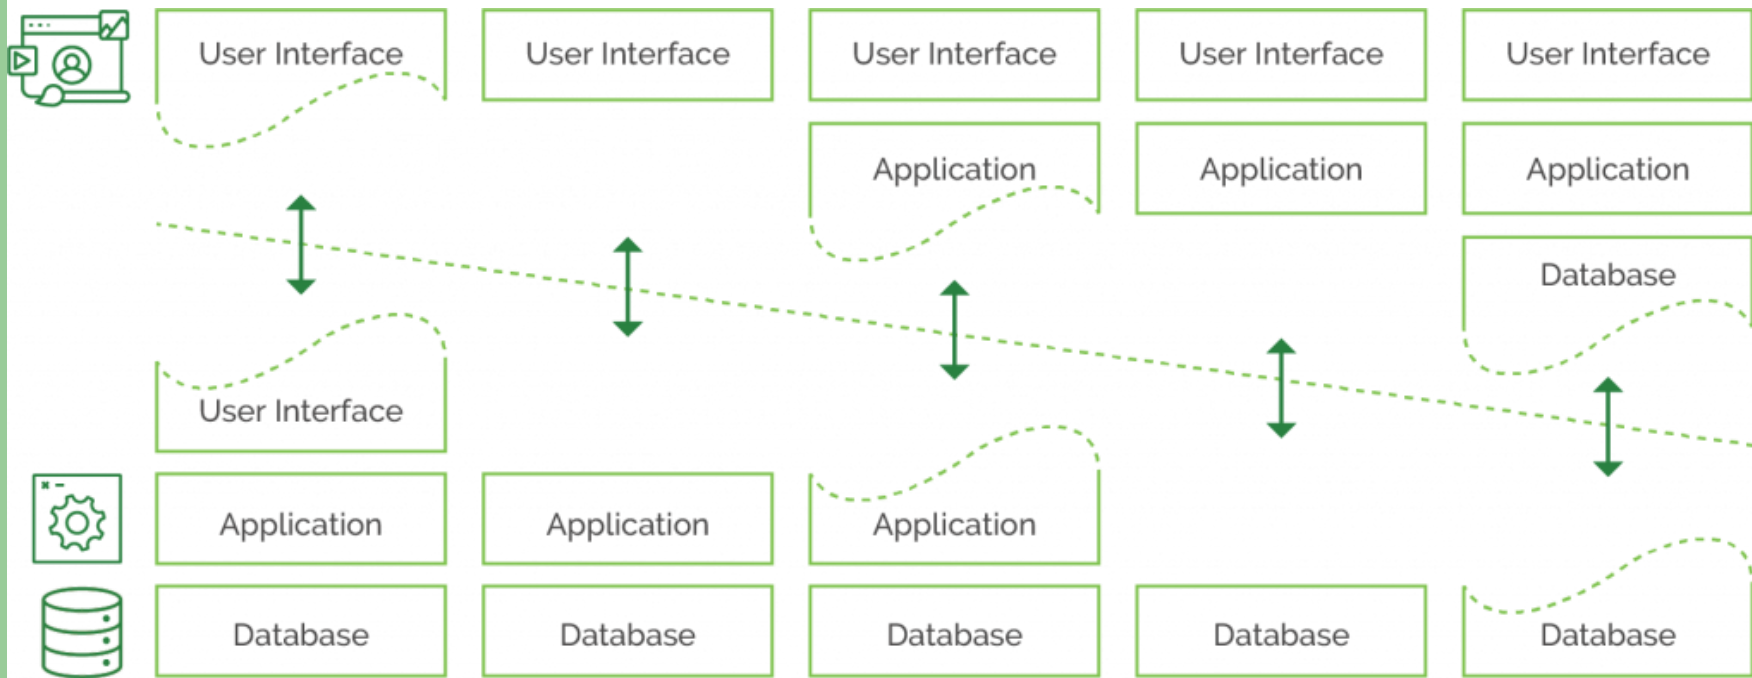 User Interface
User Interface
User Interface
User Interface
User Interface
Application
Application
Application
Database
User Interface
Application
Application
Application
Database
Database
Database
Database
Database